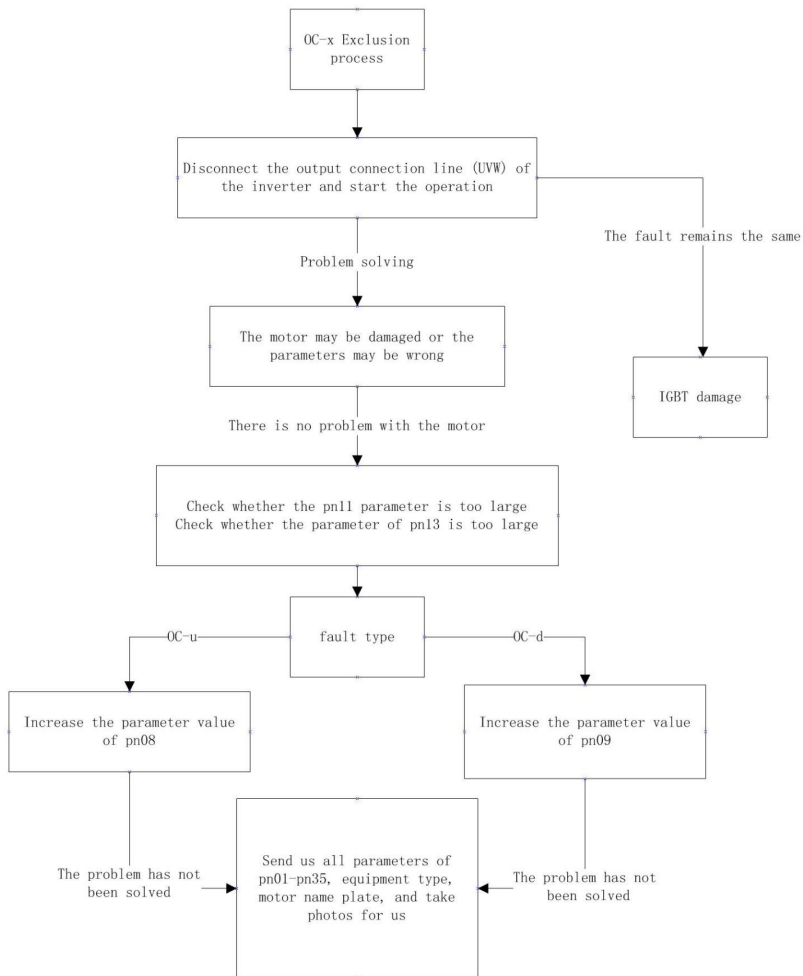 OC-x Exclusion
process
Disconnect the output connection line (UVW) of
the inverter and start the operation
The fault remains the same
Problem solving
The motor may be damaged or the
parameters may be wrong
IGBT damage
There is no problem with the motor
Check whether the pn11 parameter is too large
Check whether the parameter of pn13 is too large
OC-u
fault type
OC-d
Increase the parameter value
of pn08
Increase the parameter value
of pn09
The problem has not
been solved
Send us all parameters of
pn01-pn35, equipment type,
motor name plate, and take
photos for us
The problem has not
been solved